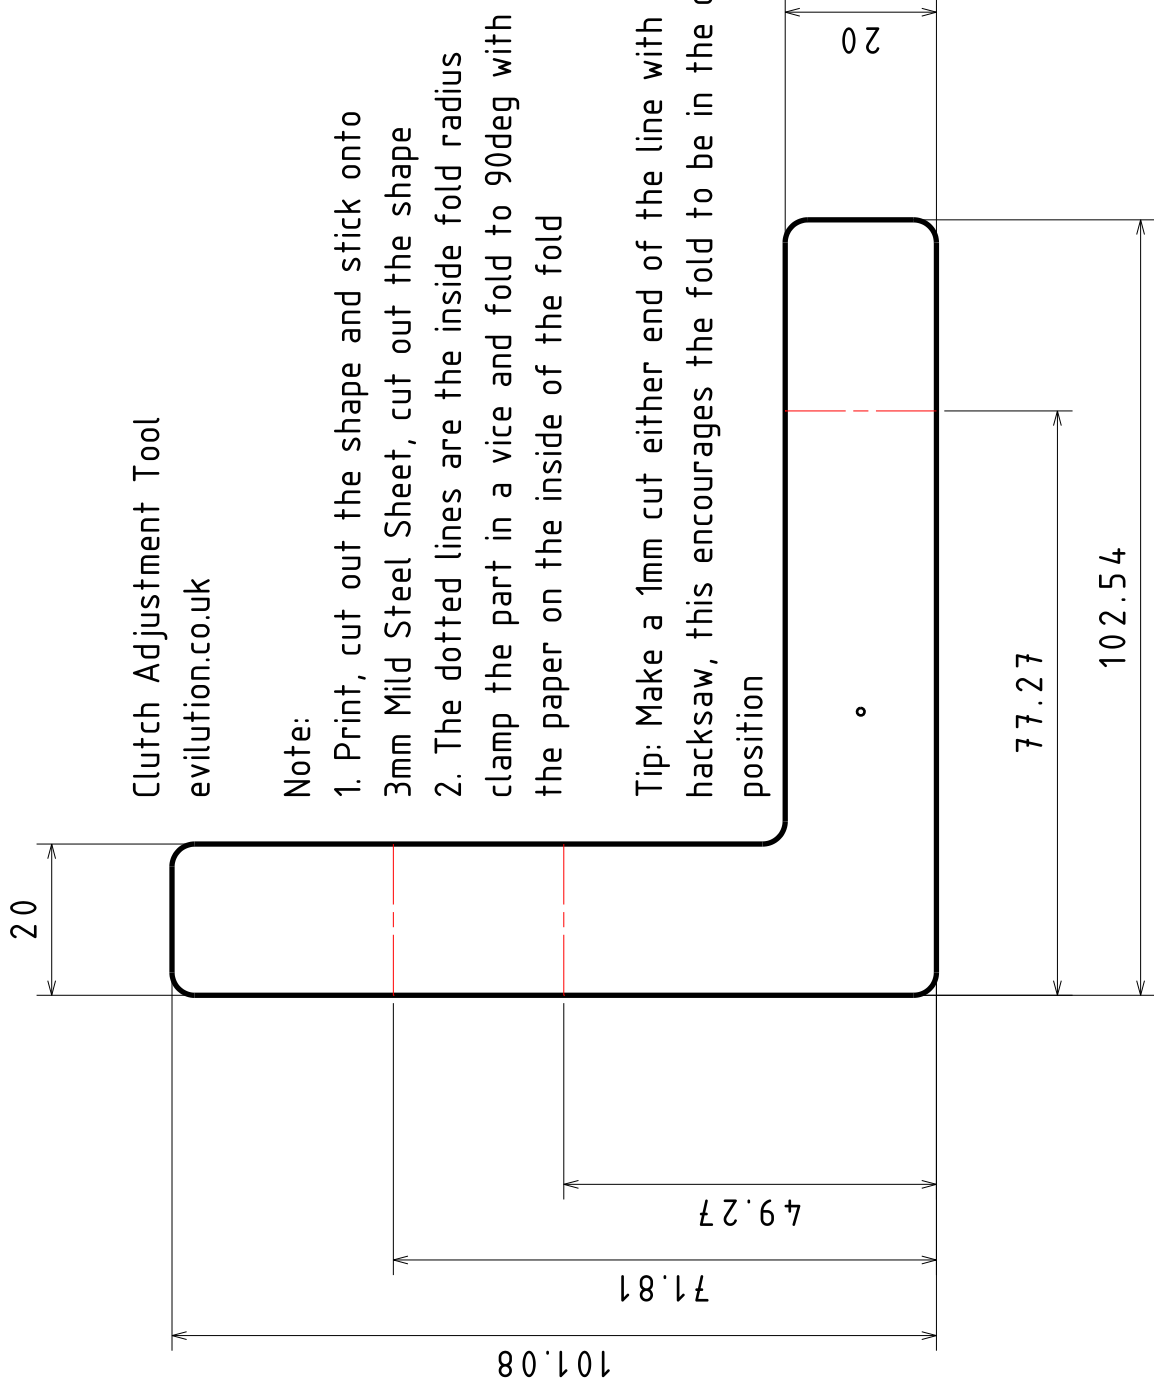 Clutch Adjustment Tool
evilution.co.uk
Note:
1. Print, cut out the shape and stick onto
3mm Mild Steel Sheet, cut out the shape
2. The dotted lines are the inside fold radius
clamp the part in a vice and fold to 90deg with
the paper on the inside of the fold
Tip: Make a 1mm cut either end of the line with
hacksaw, this encourages the fold to be in the
position
20
20
77.27
102.54
49.27
71.81
101.08